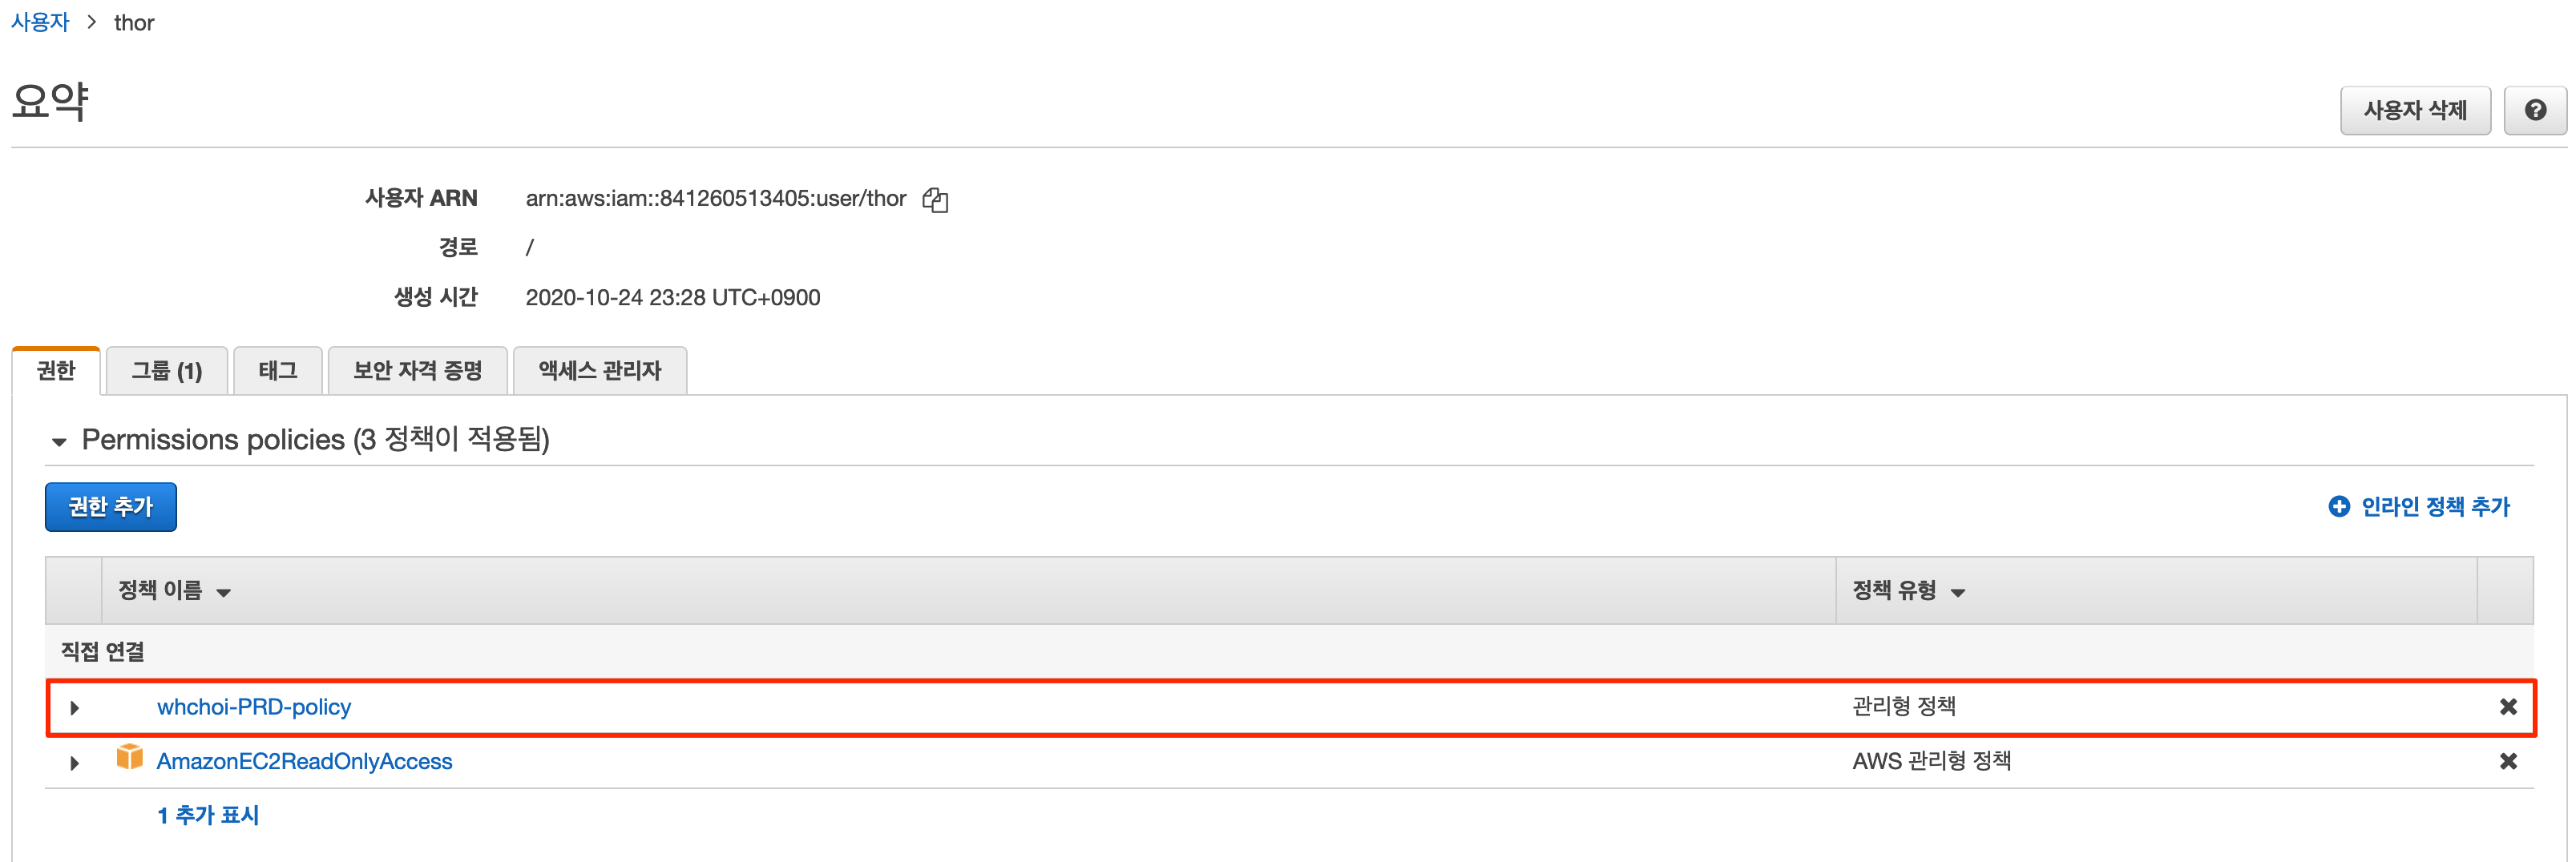 사용자 > thor
요약
사용자 삭제
사용자 ARN arn:aws:iam::841260513405:user/thor
경로 /
생성 시간 2020-10-24 23:28 UTC+0900
권한 그룹 (1) 태그 보안 자격 증명 액세스 관리자
Permissions policies (3 정책이 적용됨)
권한 추가 인라인 정책 추가
정책 이름 정책 유형
직접 연결
whchoi-PRD-policy 관리형 정책
AmazonEC2ReadOnlyAccess AWS 관리형 정책
1 추가 표시